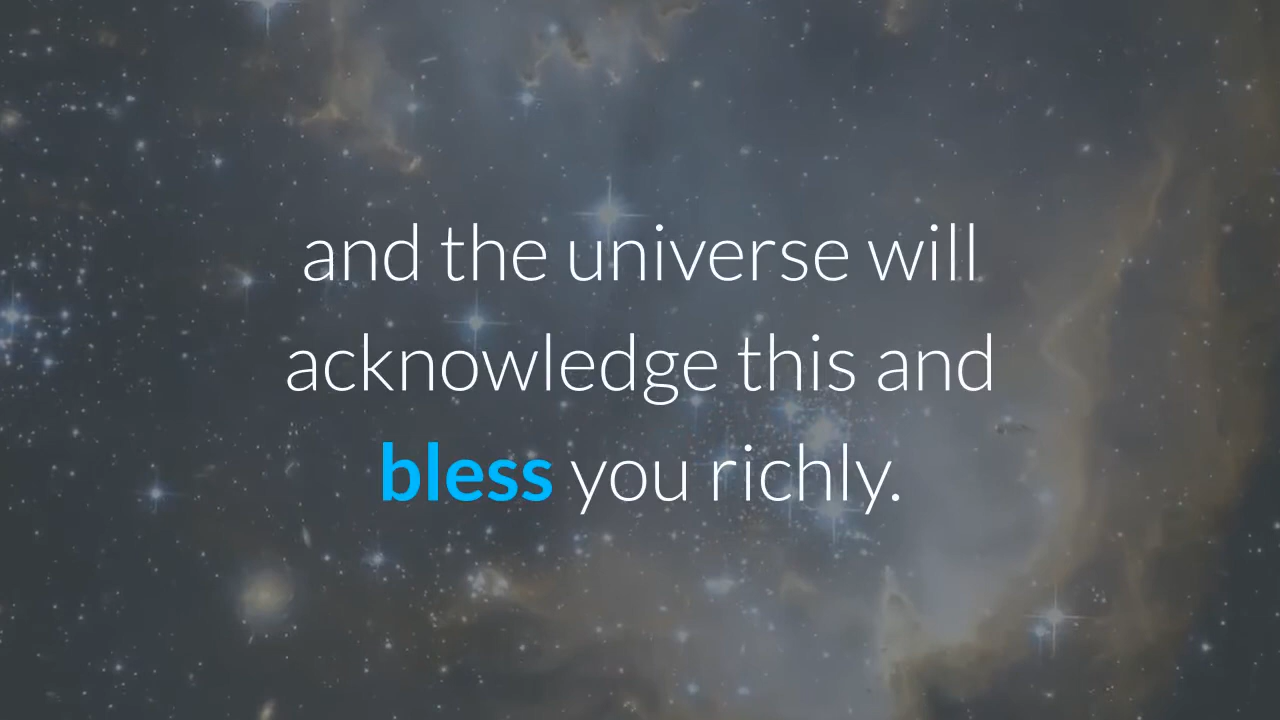 and the universe will
acknowledge this and
bless you richly.